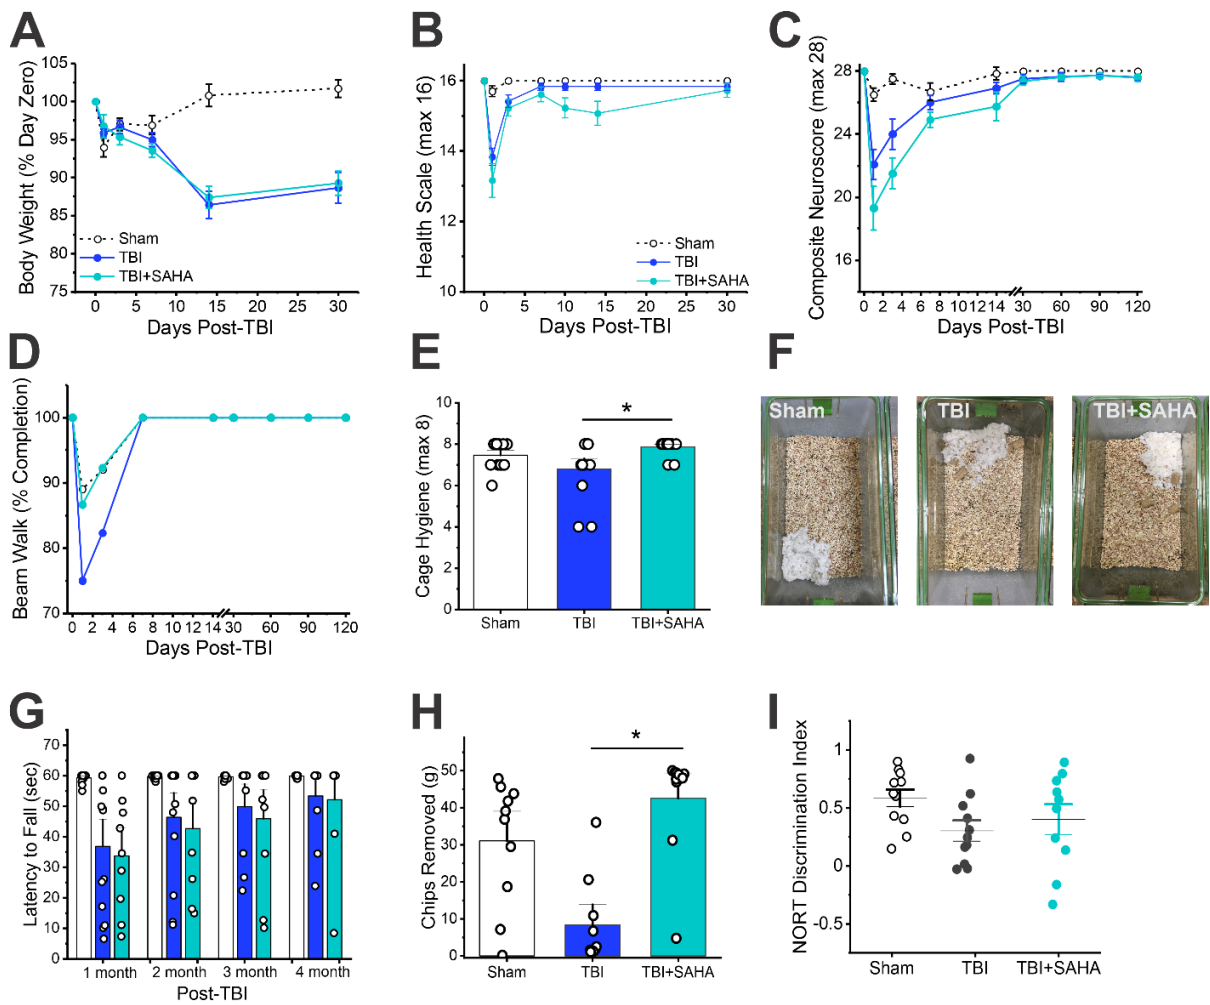 A
B
C
Body Weight (% Day Zero)
105
100
95
90
85
80
75
Sham
TBI
TBI+SAHA
0 5 10 15 20 25 30
Days Post-TBI
Health Scale (max 16)
16
14
12
10
Sham
TBI
TBI+SAHA
0 5 10 15 20 25 30
Days Post-TBI
Composite Neuroscore (max 28)
28
24
20
16
0 2 4 6 8 10 12 14 30 60 90 120
Days Post-TBI
D
E
F
Beam Walk (% Completion)
100
90
80
70
0 2 4 6 8 10 12 14 30 60 90 120
Days Post-TBI
Cage Hygiene (max 8)
10
8
6
4
2
0
*
Sham TBI TBI+SAHA
Sham
TBI
TBI+SAHA
G
H
I
Latency to Fall (sec)
70
60
50
40
30
20
10
0
1 month 2 month 3 month 4 month
Post-TBI
Chips Removed (g)
50
40
30
20
10
0
*
Sham TBI TBI+SAHA
NORT Discrimination Index
1
0.5
0
-0.5
Sham TBI TBI+SAHA